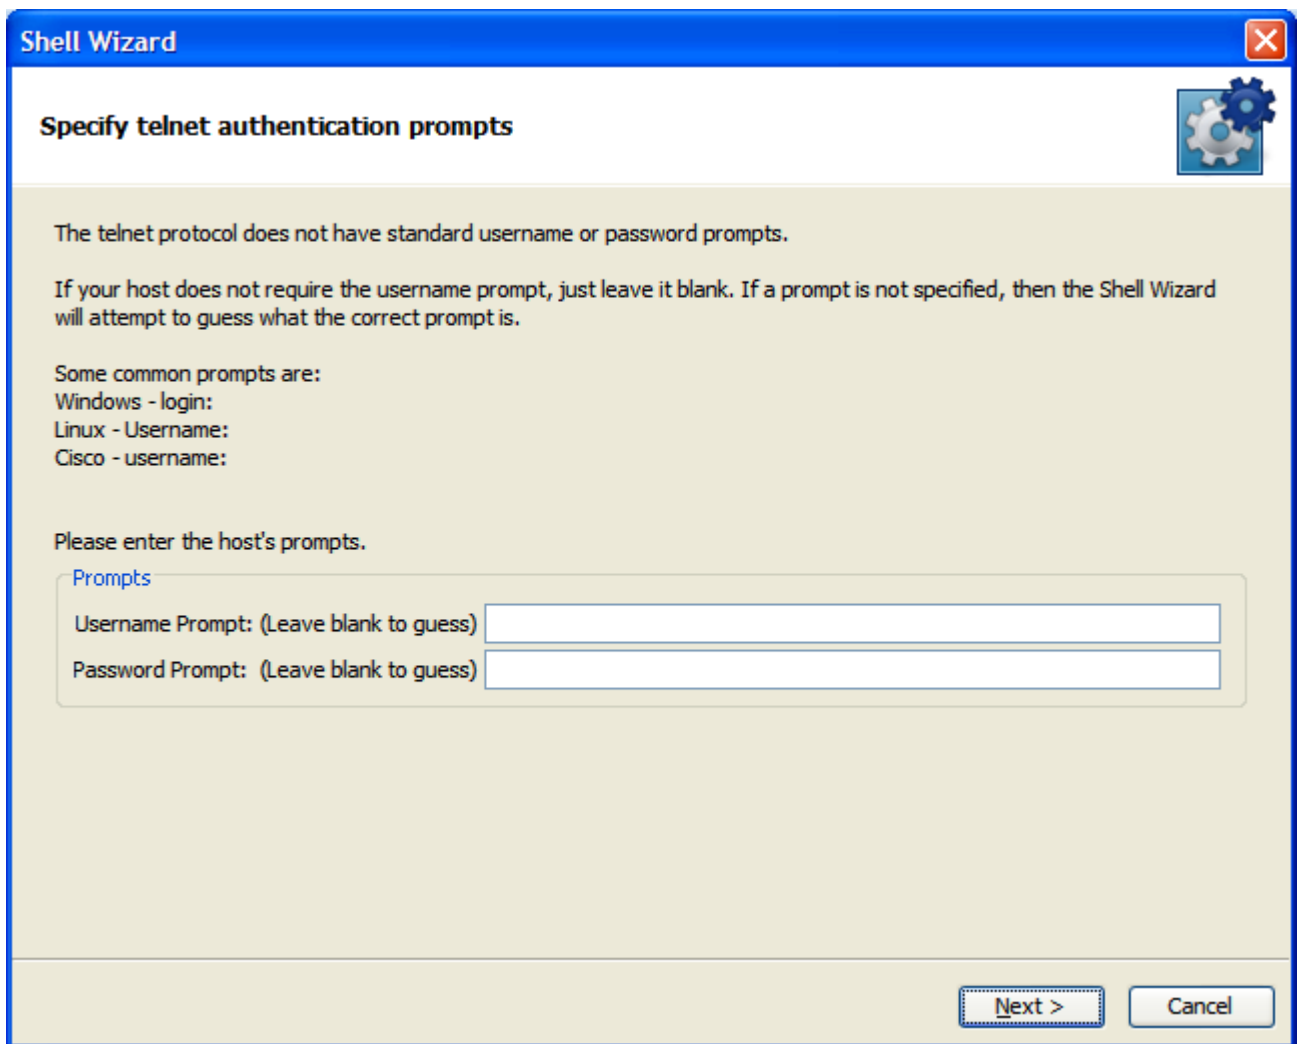 Shell Wizard
Specify telnet authentication prompts
The telnet protocol does not have standard username or password prompts.
If your host does not require the username prompt, just leave it blank. If a prompt is not specified, then the Shell Wizard
will attempt to guess what the correct prompt is.
Some common prompts are:
Windows - login:
Linux - Username:
Cisco - username:
Please enter the host's prompts.
Prompts
Username Prompt: (Leave blank to guess)
Password Prompt: (Leave blank to guess)
Next > Cancel